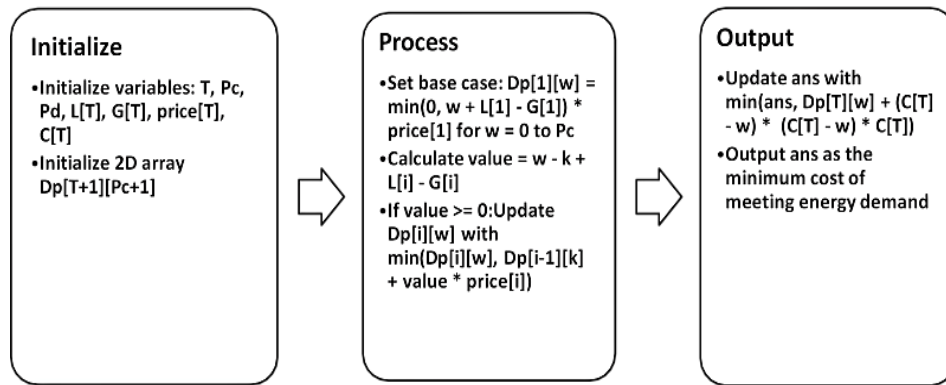 Initialize
•Initialize variables: T, Pc,
Pd, L[T], G[T], price[T],
C[T]
•Initialize 2D array
Dp[T+1][Pc+1]
Process
•Set base case: Dp[1][w] =
min(0, w + L[1] - G[1]) *
price[1] for w = 0 to Pc
•Calculate value = w - k +
L[i] - G[i]
•If value >= 0:Update
Dp[i][w] with
min(Dp[i][w], Dp[i-1][k]
+ value * price[i])
Output
•Update ans with
min(ans, Dp[T][w] + (C[T]
- w) * (C[T] - w) * C[T])
•Output ans as the
minimum cost of
meeting energy demand